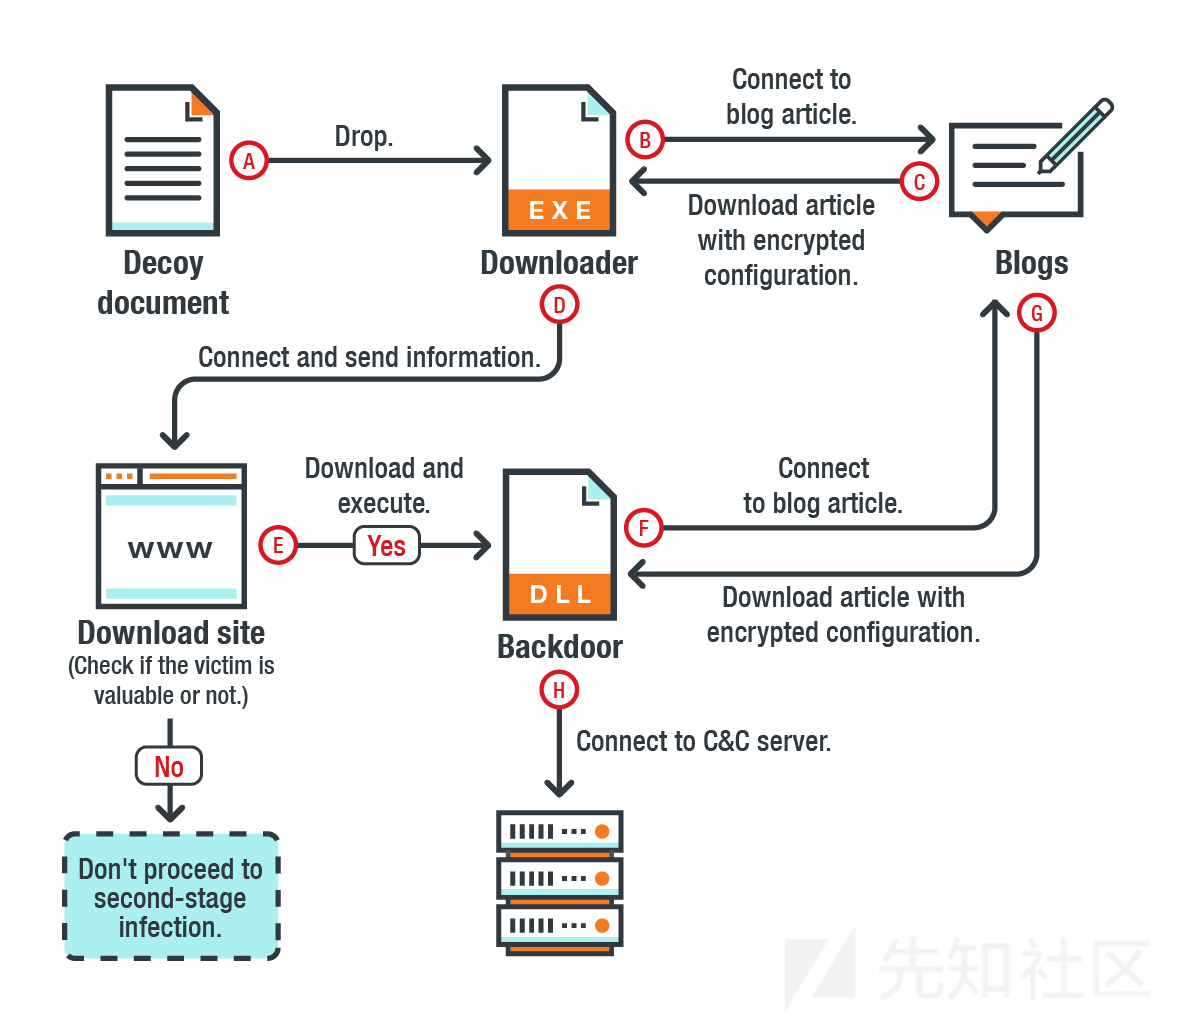 Connect to
blog article.
Drop.
A
B
C
EXE
Download article
with encrypted
configuration.
Decoy
document
Downloader
Blogs
D
G
Connect and send information.
Download and
execute.
Connect
to blog article.
www
E
Yes
F
DLL
Download article with
encrypted configuration.
Download site
(Check if the victim is
valuable or not.)
Backdoor
H
Connect to C&C server.
No
Don't proceed to
second-stage
infection.
先知社区